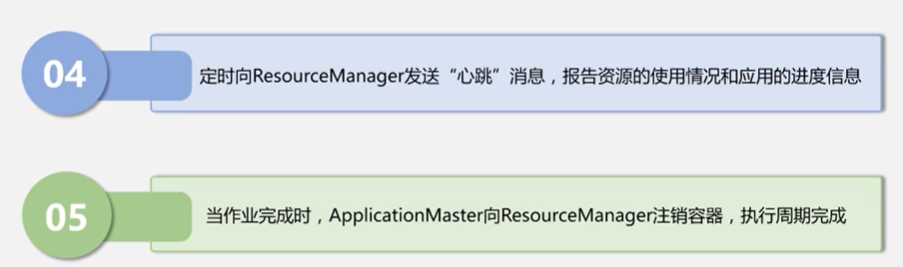 04
定时向ResourceManager发送“心跳”消息，报告资源的使用情况和应用的进度信息
05
当作业完成时，ApplicationMaster向ResourceManager注销容器，执行周期完成